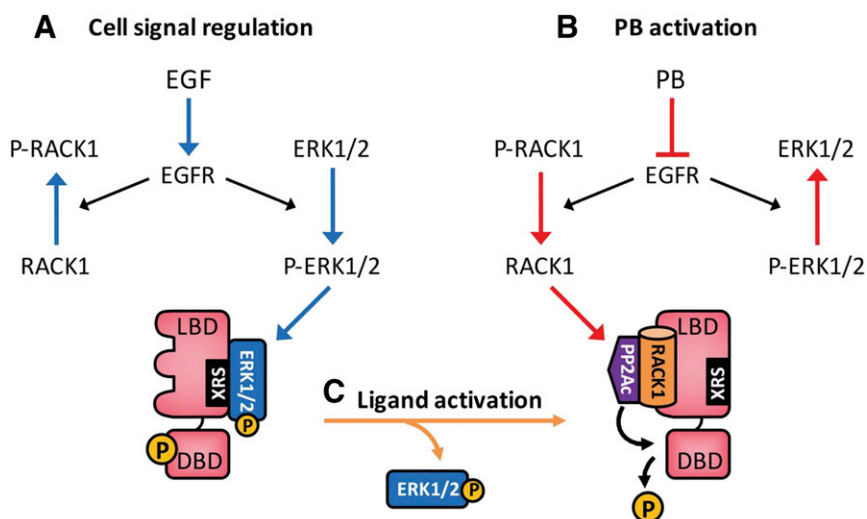 A Cell signal regulation
EGF
P-RACK1
ERK1/2
EGFR
RACK1
P-ERK1/2
LBD
XRS
ERK1/2
P
P
DBD
B PB activation
PB
P-RACK1
ERK1/2
EGFR
RACK1
P-ERK1/2
LBD
PP2Ac
RACK1
XRS
DBD
P
C Ligand activation
ERK1/2
P